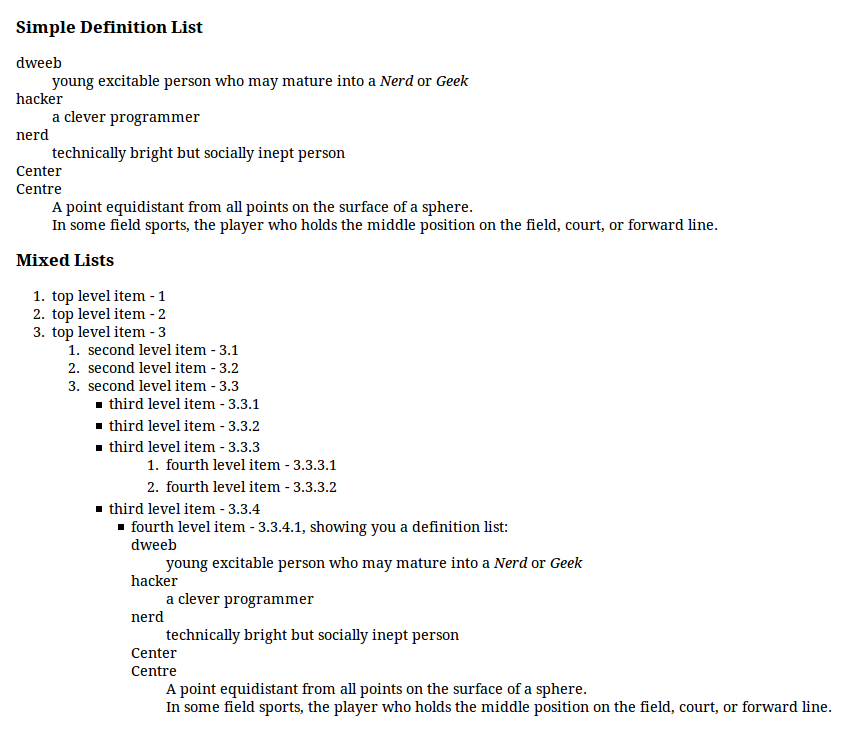 Simple Definition List
dweeb
young excitable person who may mature into a Nerd or Geek
hacker
a clever programmer
nerd
technically bright but socially inept person
Center
Centre
A point equidistant from all points on the surface of a sphere.
In some field sports, the player who holds the middle position on the field, court, or forward line.
Mixed Lists
1. top level item - 1
2. top level item - 2
3. top level item - 3
1. second level item - 3.1
2. second level item - 3.2
3. second level item - 3.3
▪ third level item - 3.3.1
▪ third level item - 3.3.2
▪ third level item - 3.3.3
1. fourth level item - 3.3.3.1
2. fourth level item - 3.3.3.2
▪ third level item - 3.3.4
▪ fourth level item - 3.3.4.1, showing you a definition list:
dweeb
young excitable person who may mature into a Nerd or Geek
hacker
a clever programmer
nerd
technically bright but socially inept person
Center
Centre
A point equidistant from all points on the surface of a sphere.
In some field sports, the player who holds the middle position on the field, court, or forward line.